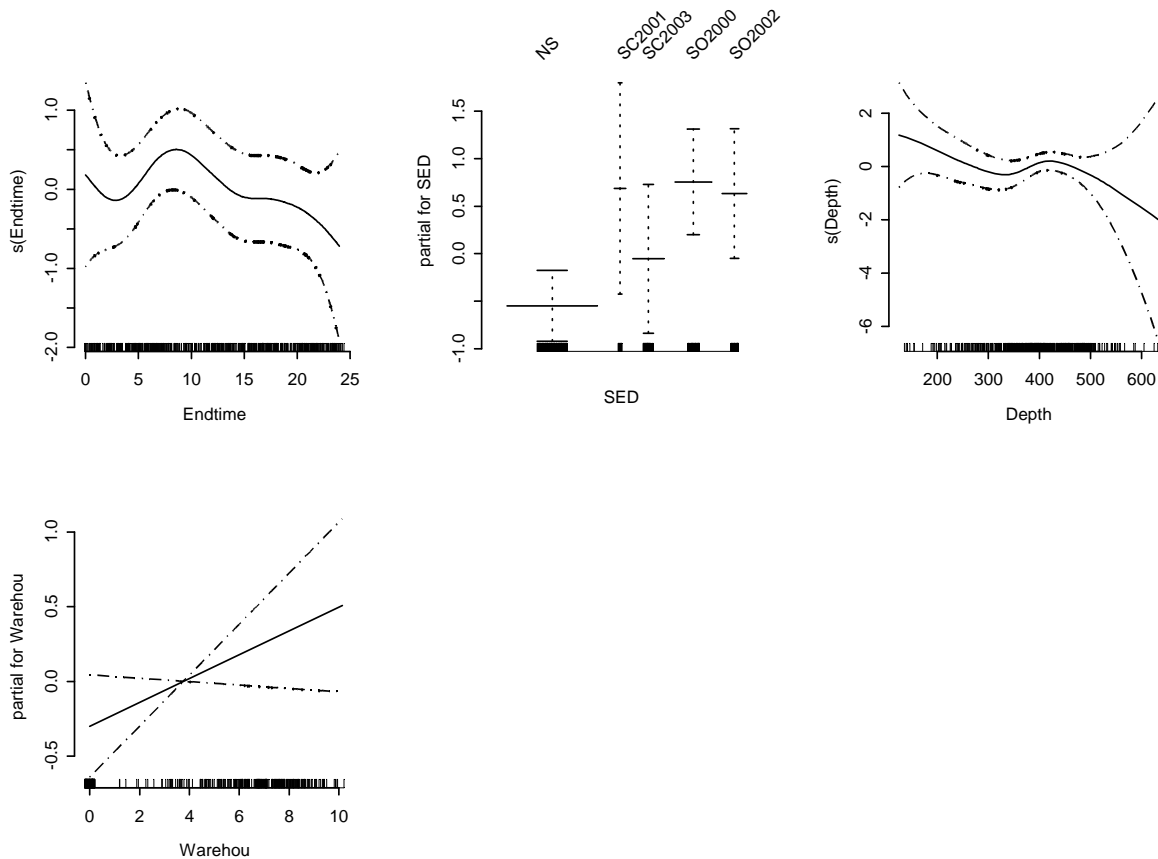 s(Endtime)
1.0
0.0
-1.0
-2.0
0 5 10 15 20 25
Endtime
NS SC2001 SC2003 SO2000 SO2002
partial for SED
1.5
1.0
0.5
0.0
-1.0
SED
s(Depth)
2
0
-2
-4
-6
200 300 400 500 600
Depth
partial for Warehou
1.0
0.5
0.0
-0.5
0 2 4 6 8 10
Warehou